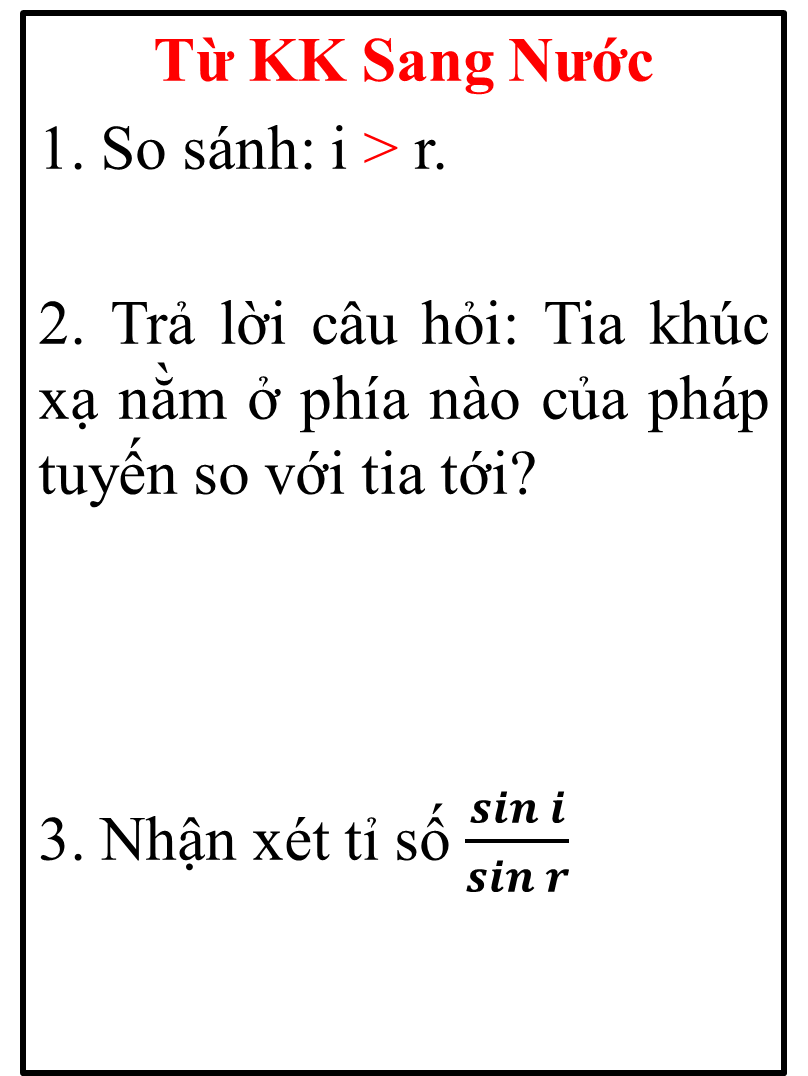 Từ KK Sang Nước
1. So sánh: i > r.
2. Trả lời câu hỏi: Tia khúc
xạ nằm ở phía nào của pháp
tuyến so với tia tới?
3. Nhận xét tỉ số sin i / sin r